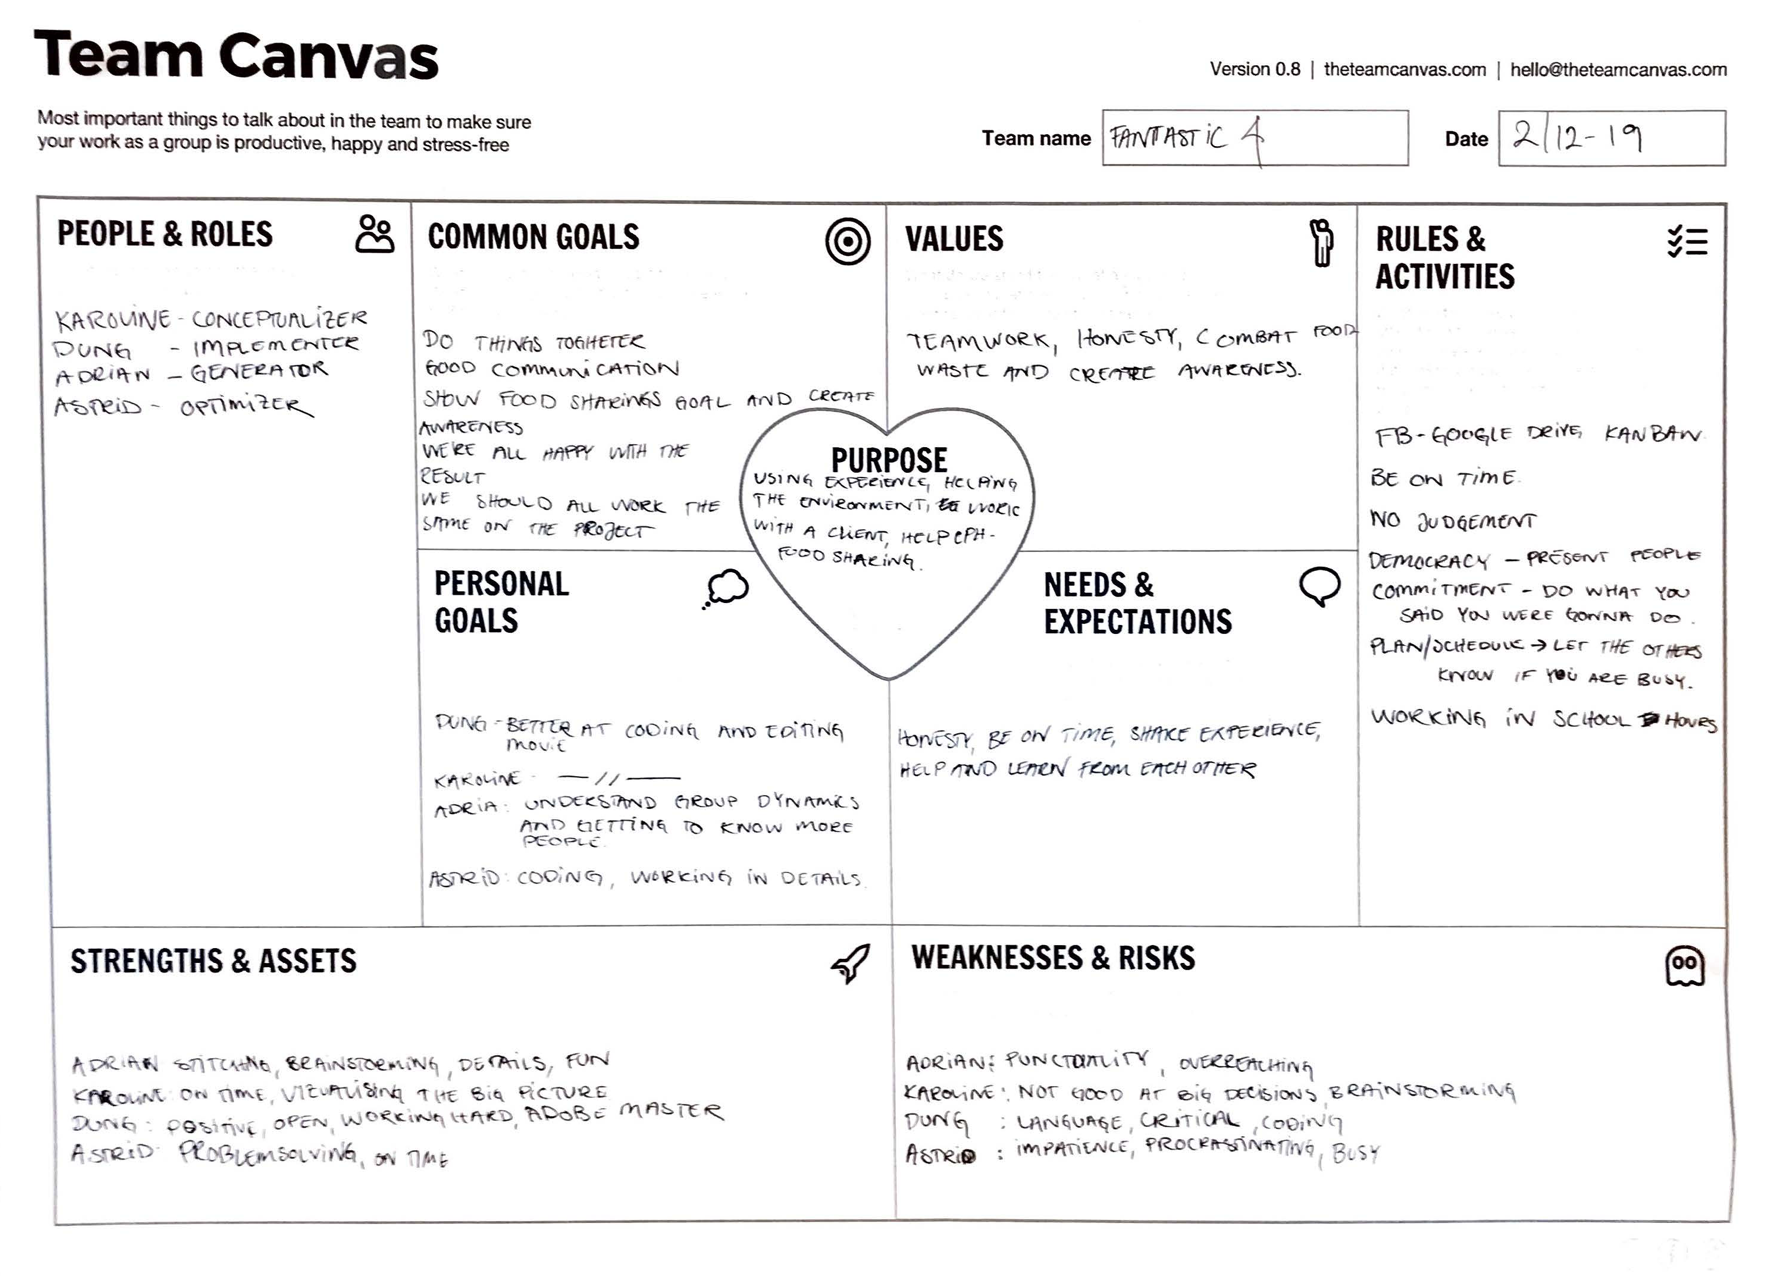 Team Canvas
Version 0.8 | theteamcanvas.com | hello@theteamcanvas.com
Most important things to talk about in the team to make sure
your work as a group is productive, happy and stress-free
Team name FANTASTIC 4
Date 2/12-19
PEOPLE & ROLES
KAROLINE - CONCEPTUALIZER
DUNG - IMPLEMENTER
ADRIAN - GENERATOR
ASTRID - OPTIMIZER
COMMON GOALS
DO THINGS TOGHETER
GOOD COMMUNICATION
SHOW FOOD SHARINGS GOAL AND CREATE
AWARENESS
WE'RE ALL HAPPY WITH THE
RESULT
WE SHOULD ALL WORK THE
SAME ON THE PROJECT
VALUES
TEAMWORK, HONESTY, COMBAT FOOD
WASTE AND CREATE AWARENESS.
RULES &
ACTIVITIES
FB-GOOGLE DRIVE, KANBAN
BE ON TIME.
NO JUDGEMENT
DEMOCRACY - PRESENT PEOPLE
COMMITMENT - DO WHAT YOU
SAID YOU WERE GONNA DO.
PLAN/SCHEDULE → LET THE OTHERS
KNOW IF YOU ARE BUSY.
WORKING IN SCHOOL HOURS
PURPOSE
USING EXPERIENCE, HELPING
THE ENVIRONMENT, WORK
WITH A CLIENT, HELP CPH-
FOOD SHARING.
PERSONAL
GOALS
DUNG - BETTER AT CODING AND EDITING
MOVIE
KAROLINE - —//—
ADRIA: UNDERSTAND GROUP DYNAMICS
AND GETTING TO KNOW MORE
PEOPLE.
ASTRID: CODING, WORKING IN DETAILS.
NEEDS &
EXPECTATIONS
HONESTY, BE ON TIME, SHARE EXPERIENCE,
HELP AND LEARN FROM EACH OTHER
STRENGTHS & ASSETS
ADRIAN STITCHING, BRAINSTORMING, DETAILS, FUN
KAROLINE: ON TIME, VIZUALISING THE BIG PICTURE
DUNG: POSITIVE, OPEN, WORKING HARD, ADOBE MASTER
ASTRID: PROBLEMSOLVING, ON TIME
WEAKNESSES & RISKS
ADRIAN: PUNCTUALITY, OVERREACHING
KAROLINE: NOT GOOD AT BIG DECISIONS, BRAINSTORMING
DUNG : LANGUAGE, CRITICAL, CODING
ASTRID : IMPATIENCE, PROCRASTINATING, BUSY